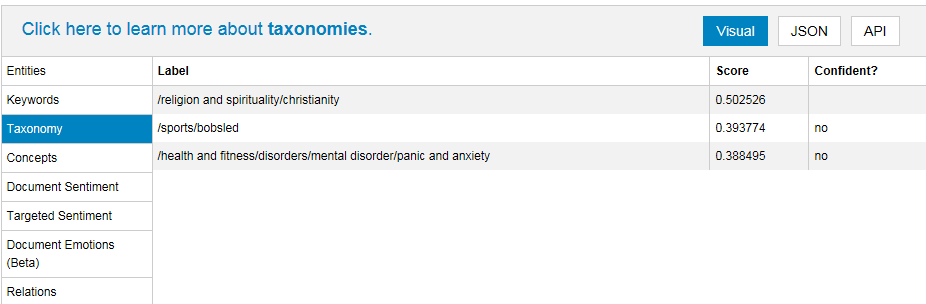 Click here to learn more about taxonomies.
Visual JSON API
Entities
Keywords
Taxonomy
Concepts
Document Sentiment
Targeted Sentiment
Document Emotions
(Beta)
Relations
Label Score Confident?
/religion and spirituality/christianity 0.502526
/sports/bobsled 0.393774 no
/health and fitness/disorders/mental disorder/panic and anxiety 0.388495 no